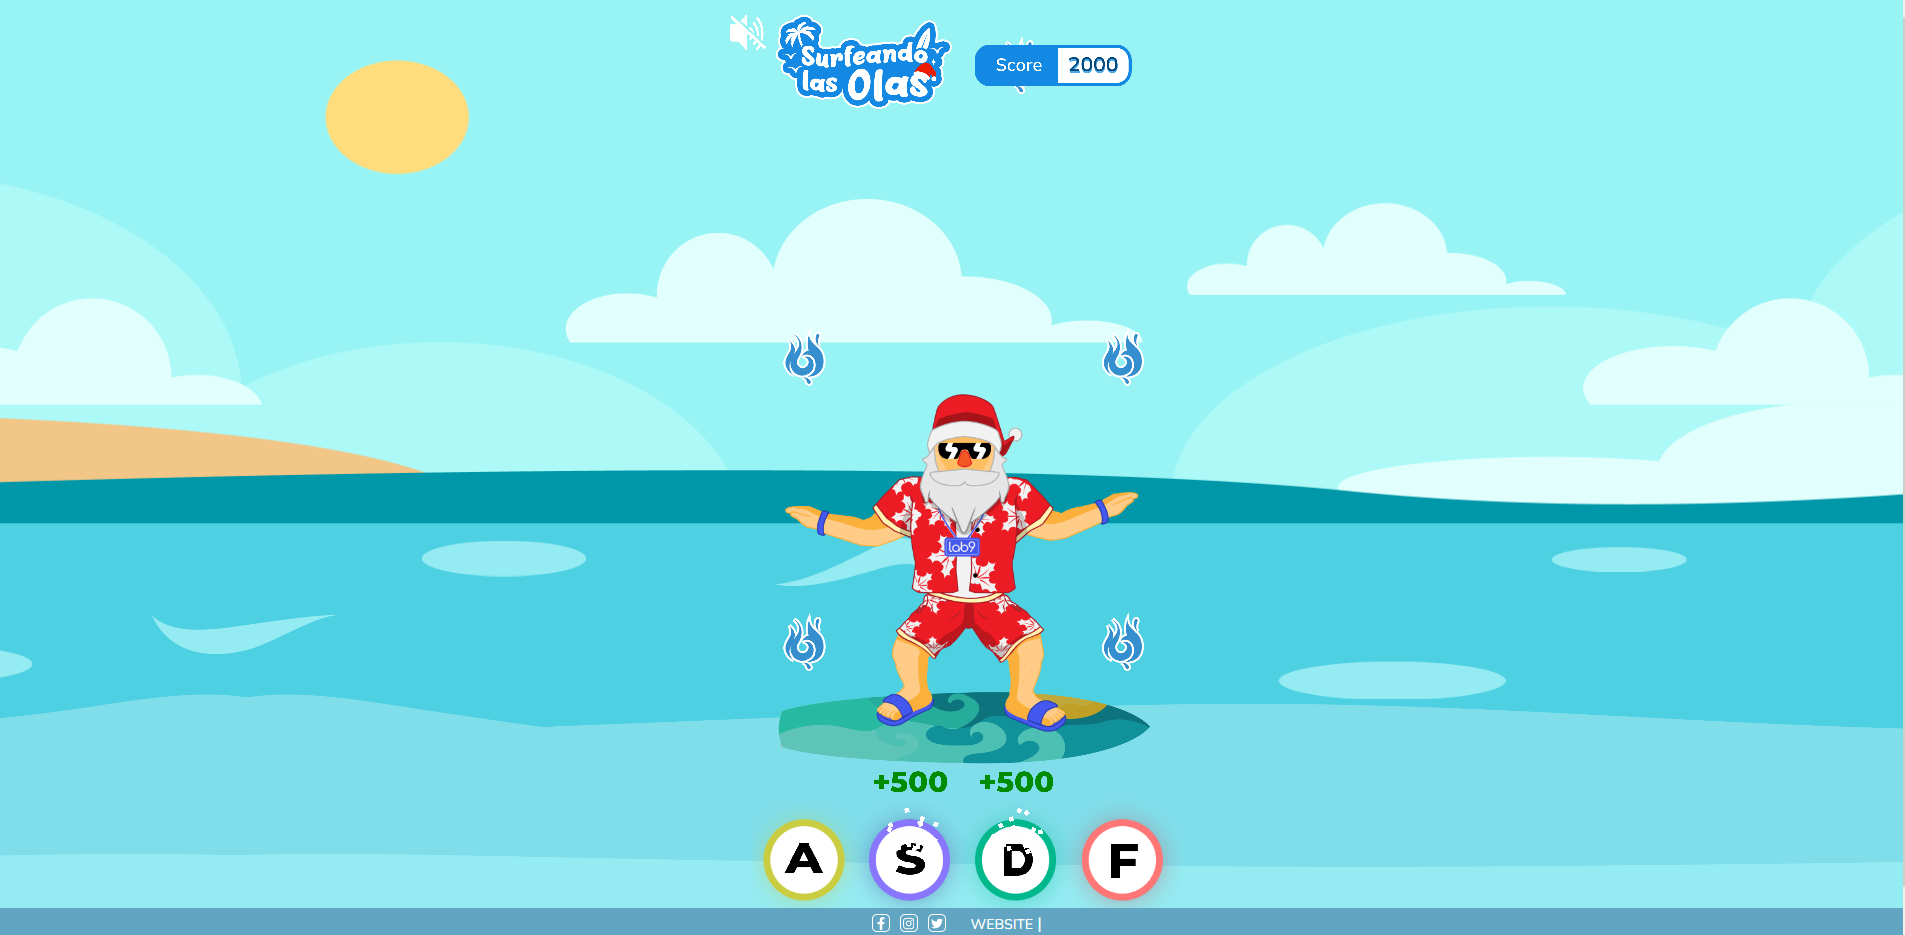 Surfeando
las Olas
Score 2000
lab9
+500 +500
A S D F
WEBSITE |